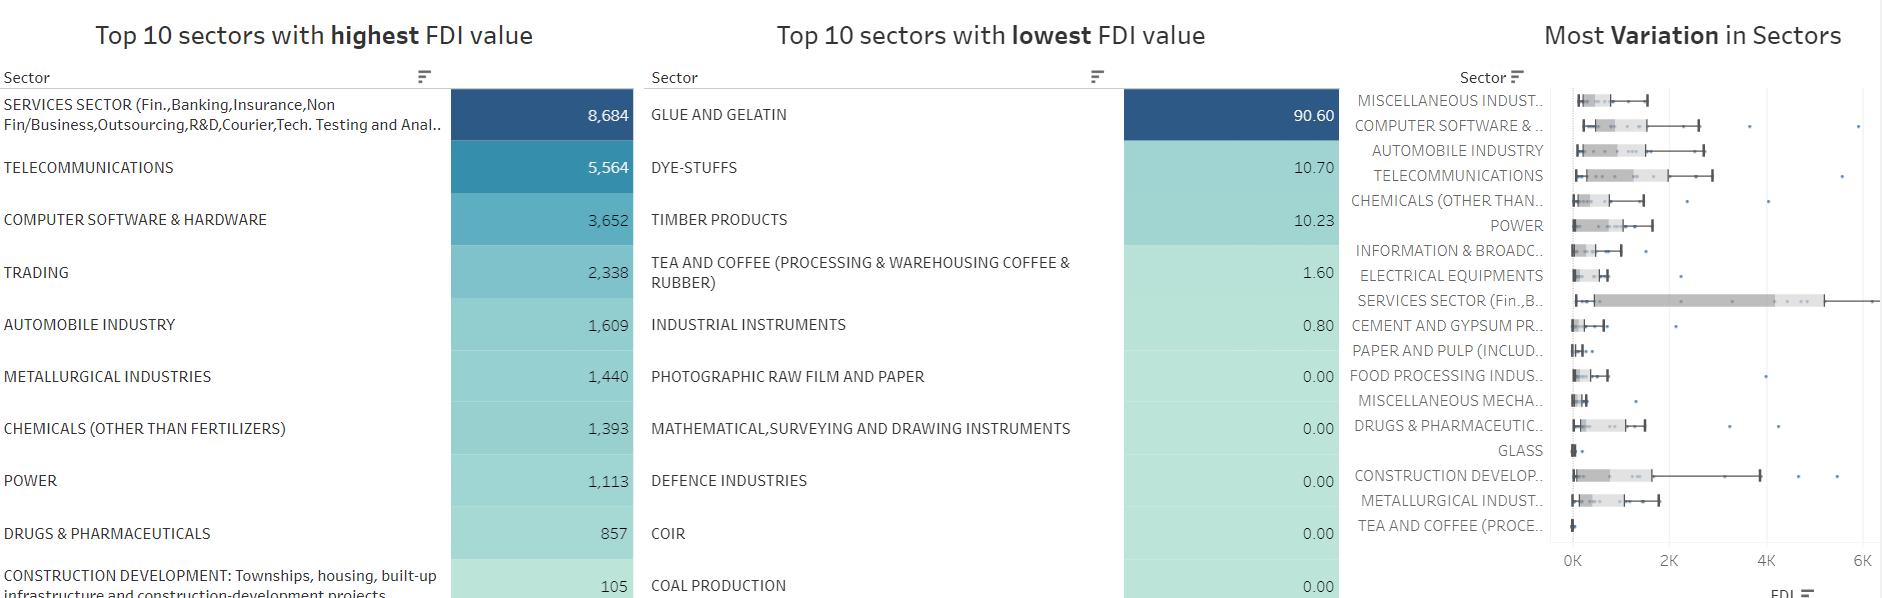 Top 10 sectors with highest FDI value
Sector
SERVICES SECTOR (Fin.,Banking,Insurance,Non
Fin/Business,Outsourcing,R&D,Courier,Tech. Testing and Anal..
8,684
TELECOMMUNICATIONS
5,564
COMPUTER SOFTWARE & HARDWARE
3,652
TRADING
2,338
AUTOMOBILE INDUSTRY
1,609
METALLURGICAL INDUSTRIES
1,440
CHEMICALS (OTHER THAN FERTILIZERS)
1,393
POWER
1,113
DRUGS & PHARMACEUTICALS
857
CONSTRUCTION DEVELOPMENT: Townships, housing, built-up
infrastructure and construction-development projects
105
Top 10 sectors with lowest FDI value
Sector
GLUE AND GELATIN
90.60
DYE-STUFFS
10.70
TIMBER PRODUCTS
10.23
TEA AND COFFEE (PROCESSING & WAREHOUSING COFFEE &
RUBBER)
1.60
INDUSTRIAL INSTRUMENTS
0.80
PHOTOGRAPHIC RAW FILM AND PAPER
0.00
MATHEMATICAL,SURVEYING AND DRAWING INSTRUMENTS
0.00
DEFENCE INDUSTRIES
0.00
COIR
0.00
COAL PRODUCTION
0.00
Most Variation in Sectors
Sector
MISCELLANEOUS INDUST..
COMPUTER SOFTWARE & ..
AUTOMOBILE INDUSTRY
TELECOMMUNICATIONS
CHEMICALS (OTHER THAN..
POWER
INFORMATION & BROADC..
ELECTRICAL EQUIPMENTS
SERVICES SECTOR (Fin.,B..
CEMENT AND GYPSUM PR..
PAPER AND PULP (INCLUD..
FOOD PROCESSING INDUS..
MISCELLANEOUS MECHA..
DRUGS & PHARMACEUTIC..
GLASS
CONSTRUCTION DEVELOP..
METALLURGICAL INDUST..
TEA AND COFFEE (PROCE..
0K 2K 4K 6K
FDI